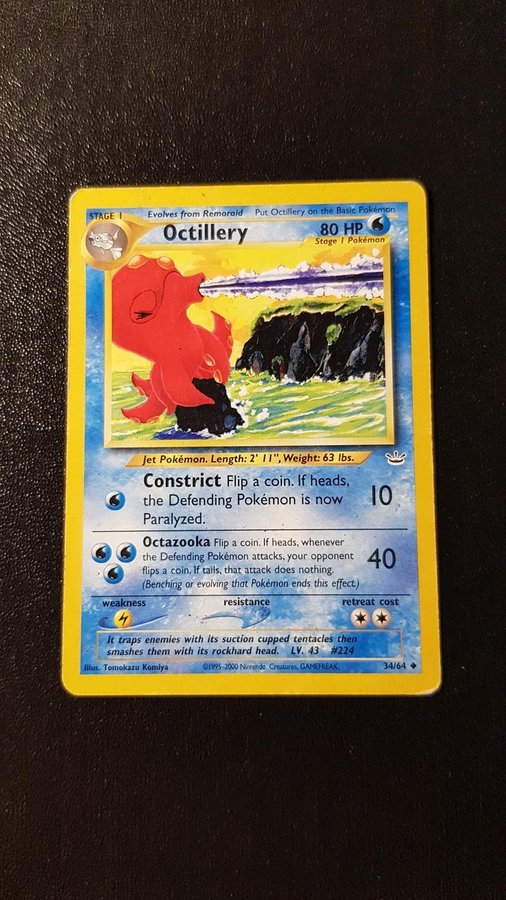 STAGE 1 Evolves from Remoraid Put Octillery on the Basic Pokémon
Octillery 80 HP
Stage 1 Pokémon
Jet Pokémon. Length: 2' 11", Weight: 63 lbs.
Constrict Flip a coin. If heads,
the Defending Pokémon is now 10
Paralyzed.
Octazooka Flip a coin. If heads, whenever
the Defending Pokémon attacks, your opponent
flips a coin. If tails, that attack does nothing. 40
(Benching or evolving that Pokémon ends this effect.)
weakness resistance retreat cost
It traps enemies with its suction cupped tentacles then
smashes them with its rockhard head. LV. 43 #224
Illus. Tomokazu Komiya ©1995-2000 Nintendo, Creatures, GAMEFREAK. 34/64